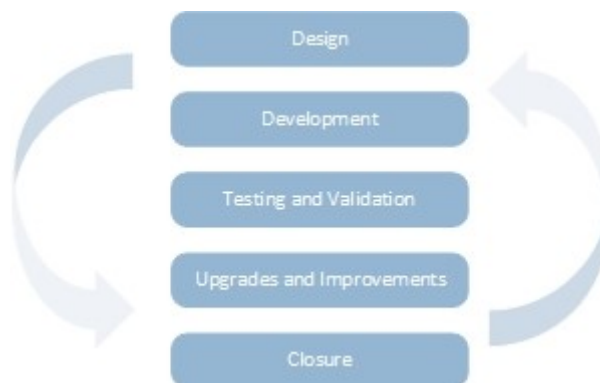 Design
Development
Testing and Validation
Upgrades and Improvements
Closure